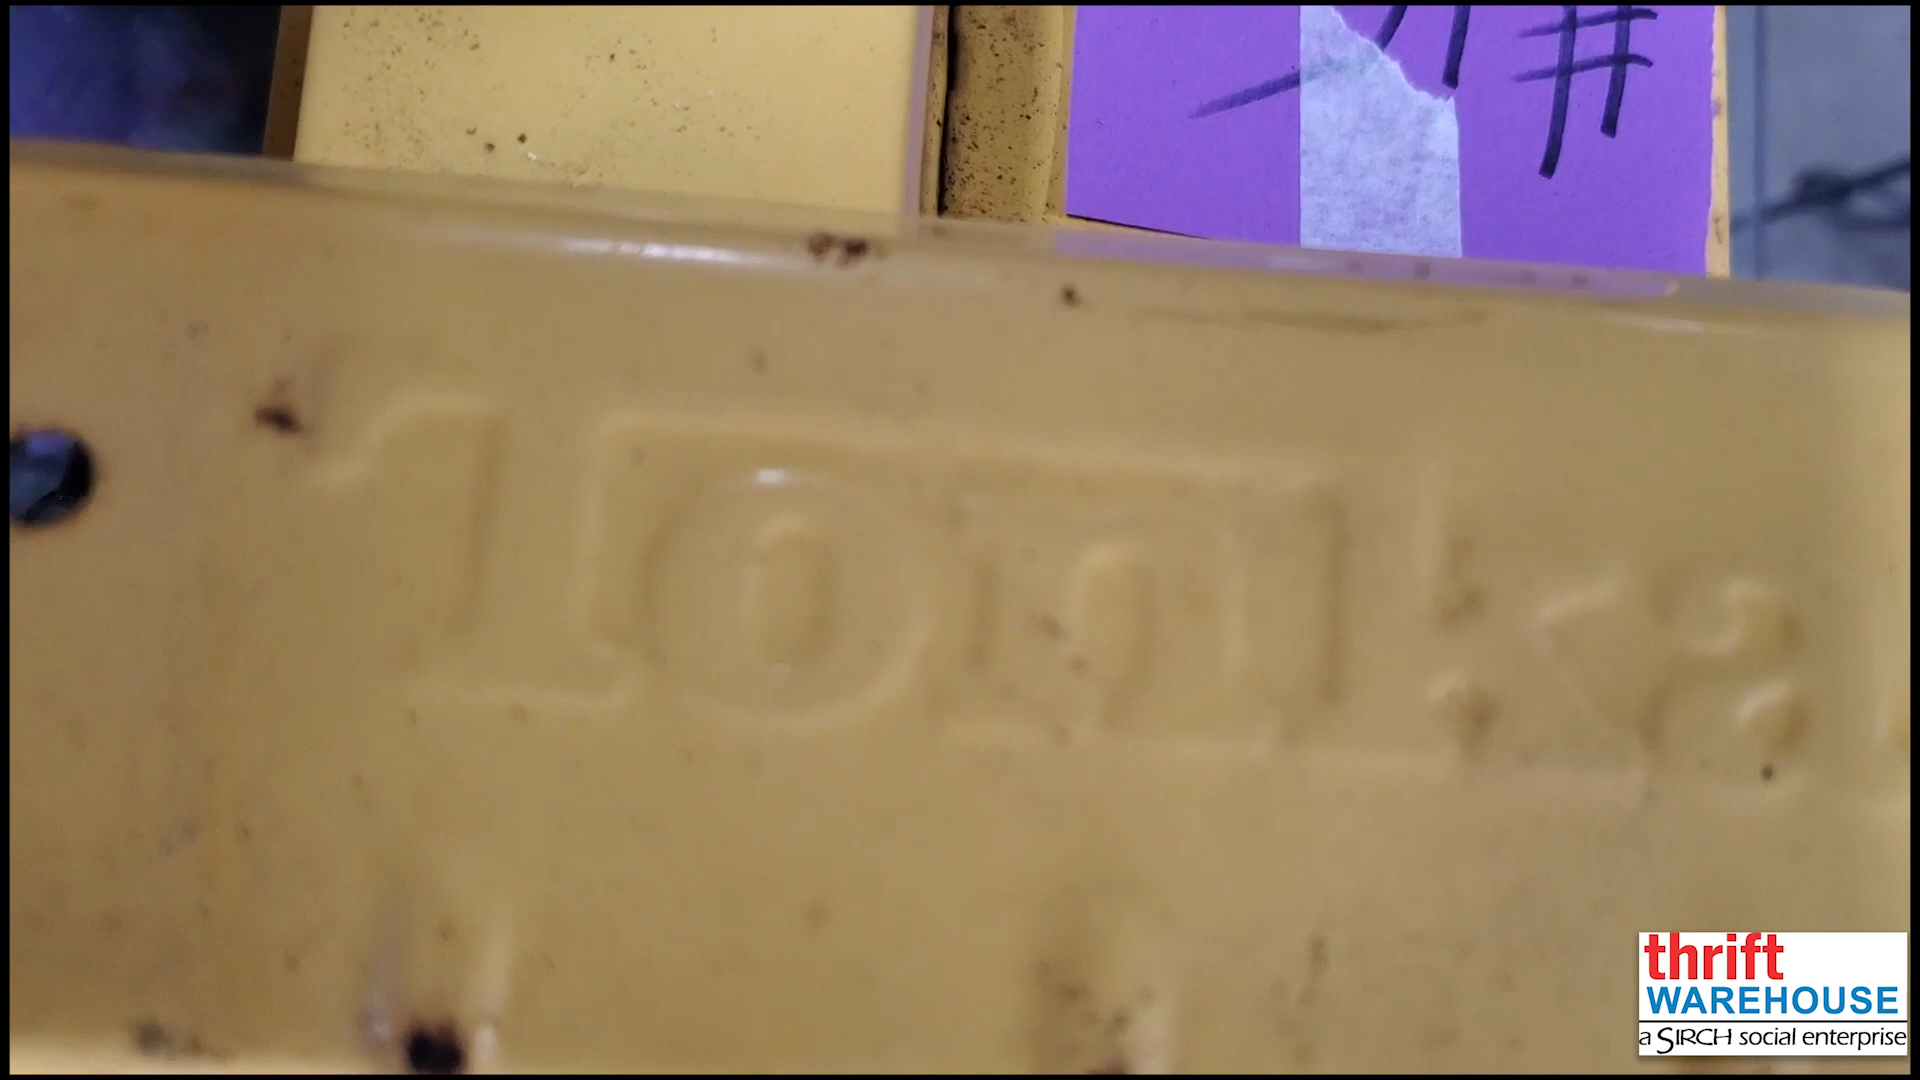 #
Tonka
thrift
WAREHOUSE
a SIRCH social enterprise